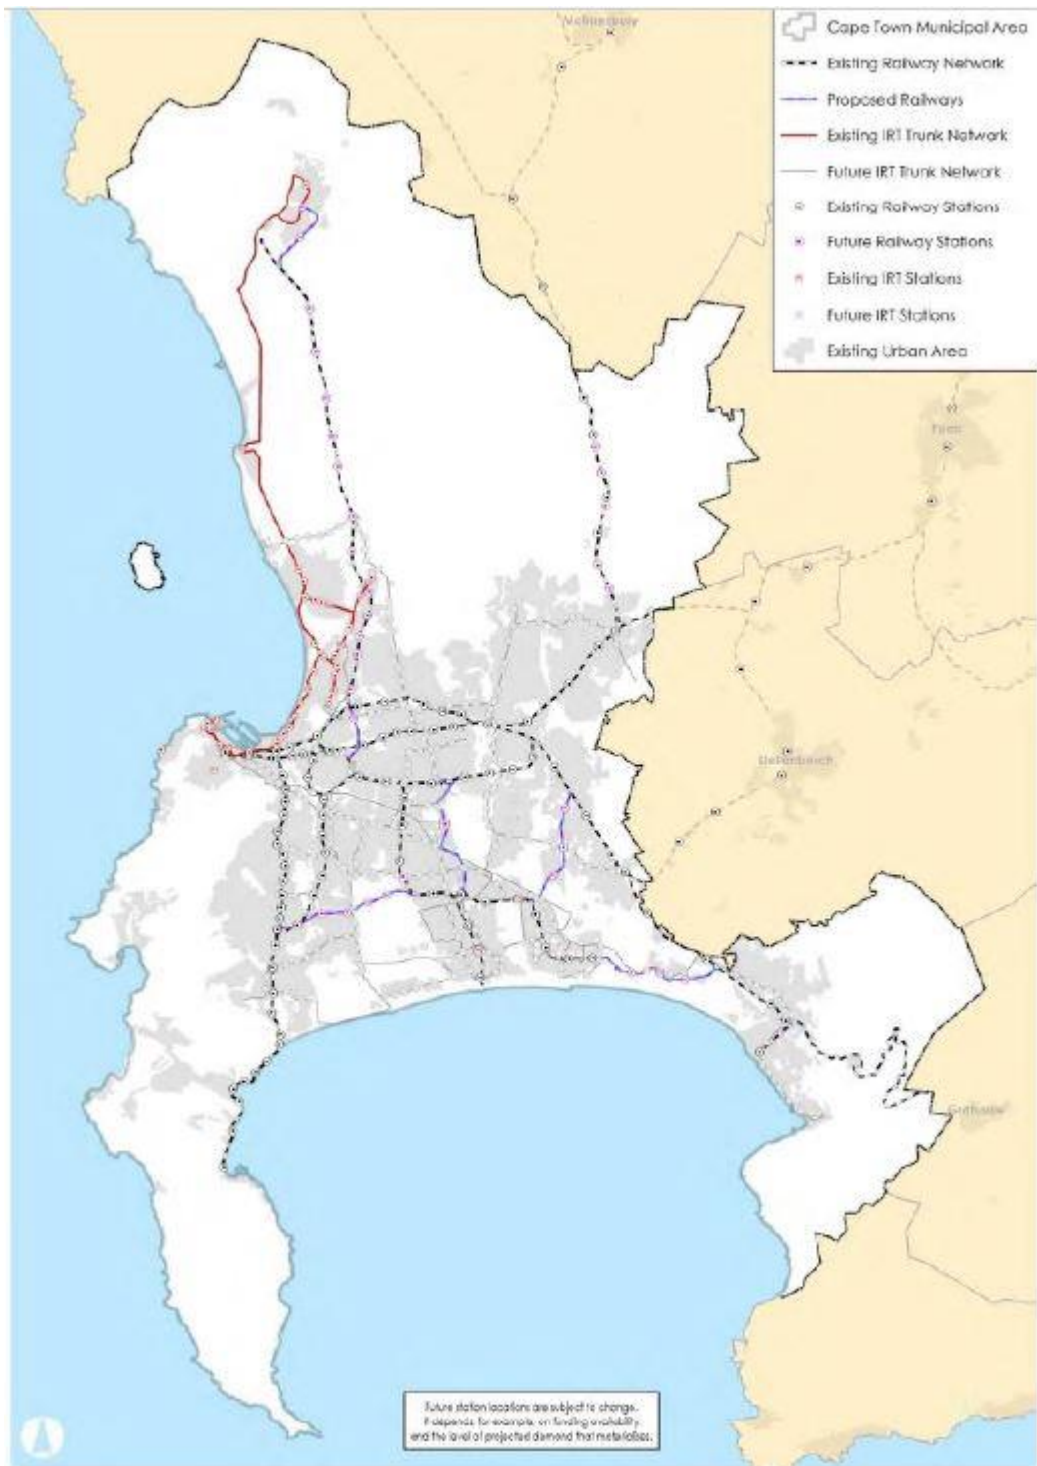 Cape Town Municipal Area
Existing Railway Network
Proposed Railways
Existing IRT Trunk Network
Future IRT Trunk Network
Existing Railway Stations
Future Railway Stations
Existing IRT Stations
Future IRT Stations
Existing Urban Area
Future station locations are subject to change.
It depends for example, on funding availability
and the level of projected demand that materialises.